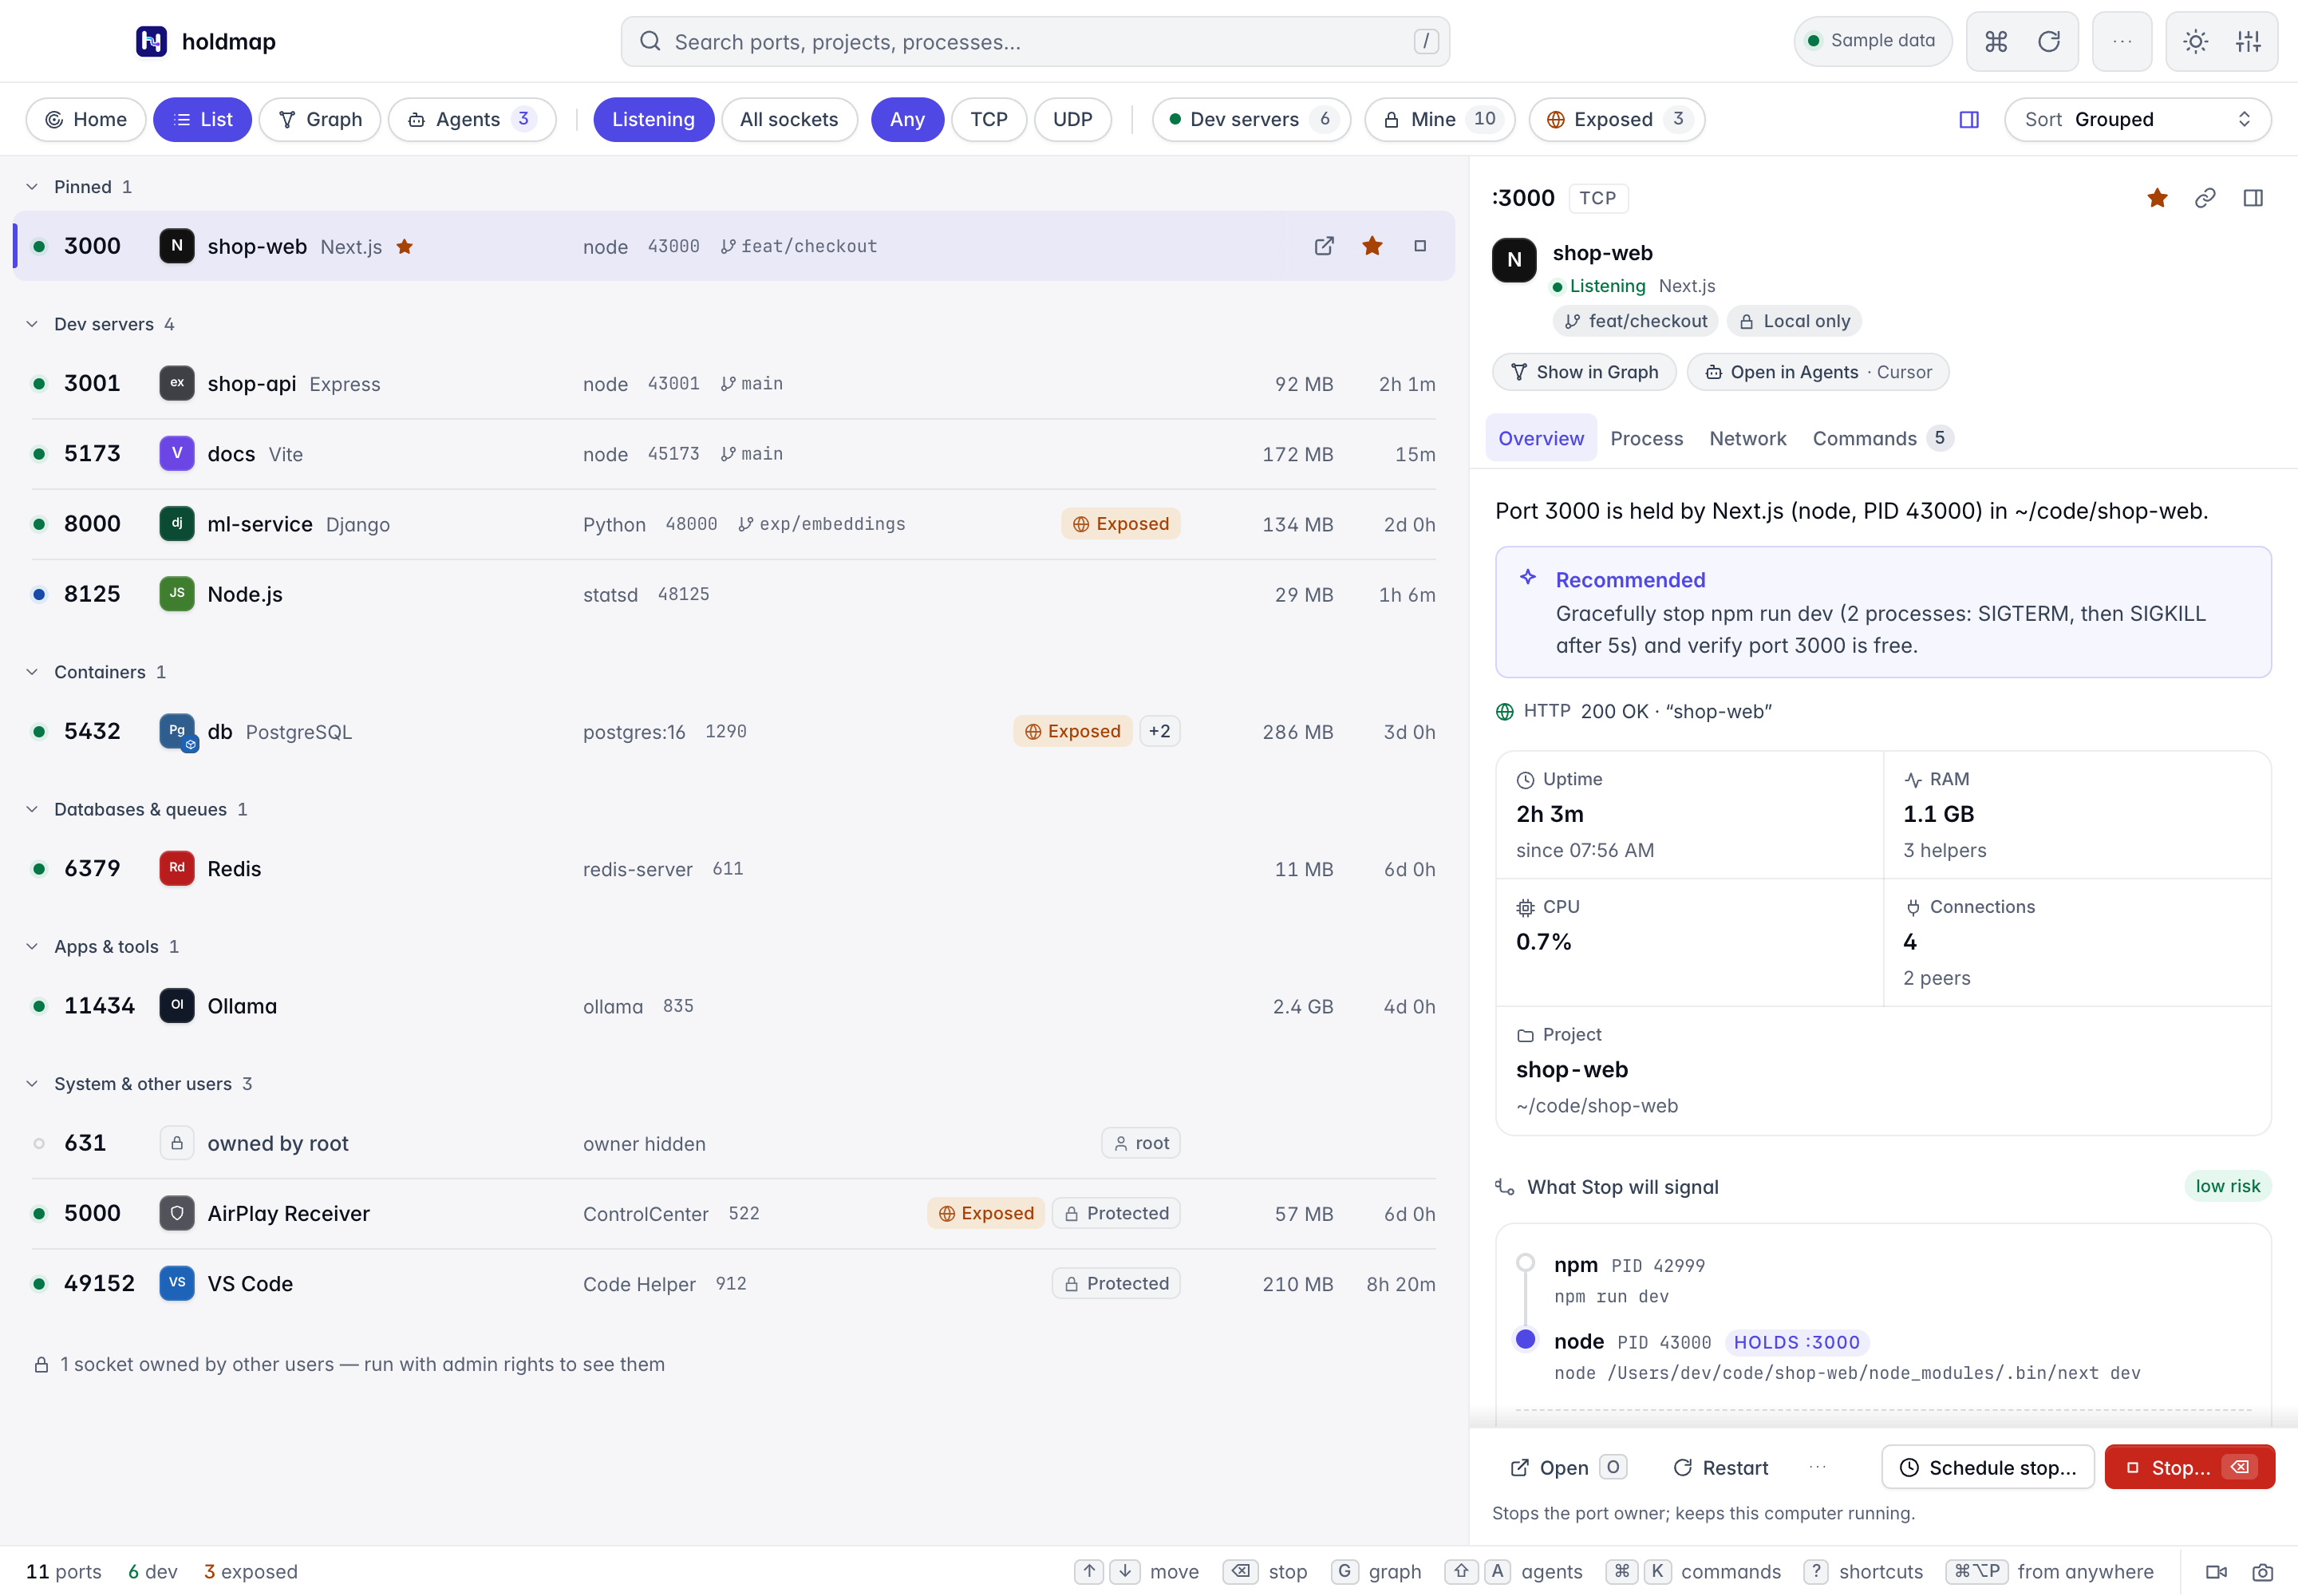 holdmap
Search ports, projects, processes... /
Sample data
Home List Graph Agents 3 Listening All sockets Any TCP UDP Dev servers 6 Mine 10 Exposed 3 Sort Grouped
Pinned 1
3000 N shop-web Next.js node 43000 feat/checkout
Dev servers 4
3001 ex shop-api Express node 43001 main 92 MB 2h 1m
5173 V docs Vite node 45173 main 172 MB 15m
8000 dj ml-service Django Python 48000 exp/embeddings Exposed 134 MB 2d 0h
8125 JS Node.js statsd 48125 29 MB 1h 6m
Containers 1
5432 Pg db PostgreSQL postgres:16 1290 Exposed +2 286 MB 3d 0h
Databases & queues 1
6379 Rd Redis redis-server 611 11 MB 6d 0h
Apps & tools 1
11434 Ol Ollama ollama 835 2.4 GB 4d 0h
System & other users 3
631 owned by root owner hidden root
5000 AirPlay Receiver ControlCenter 522 Exposed Protected 57 MB 6d 0h
49152 VS VS Code Code Helper 912 Protected 210 MB 8h 20m
1 socket owned by other users — run with admin rights to see them
:3000 TCP
N shop-web
Listening Next.js
feat/checkout Local only
Show in Graph Open in Agents · Cursor
Overview Process Network Commands 5
Port 3000 is held by Next.js (node, PID 43000) in ~/code/shop-web.
Recommended
Gracefully stop npm run dev (2 processes: SIGTERM, then SIGKILL
after 5s) and verify port 3000 is free.
HTTP 200 OK · “shop-web”
Uptime
2h 3m
since 07:56 AM
RAM
1.1 GB
3 helpers
CPU
0.7%
Connections
4
2 peers
Project
shop-web
~/code/shop-web
What Stop will signal low risk
npm PID 42999
npm run dev
node PID 43000 HOLDS :3000
node /Users/dev/code/shop-web/node_modules/.bin/next dev
Open O Restart ... Schedule stop... Stop...
Stops the port owner; keeps this computer running.
11 ports 6 dev 3 exposed ↑ ↓ move ⌫ stop G graph ⇧ A agents ⌘ K commands ? shortcuts ⌘⌥P from anywhere